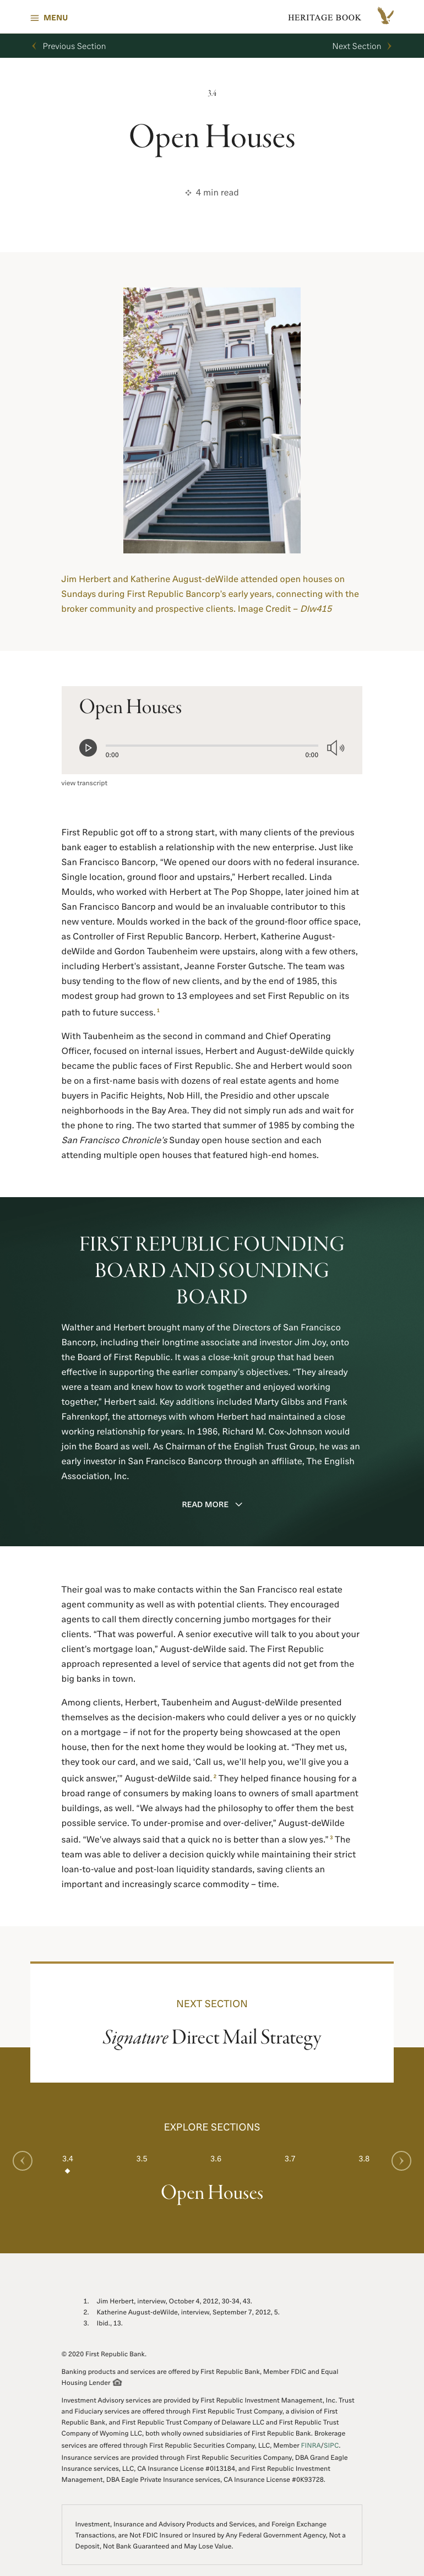 MENU
HERITAGE BOOK
Previous Section
Next Section
3.4
Open Houses
4 min read
Jim Herbert and Katherine August-deWilde attended open houses on
Sundays during First Republic Bancorp's early years, connecting with the
broker community and prospective clients. Image Credit – Dlw415
Open Houses
0:00
0:00
view transcript
First Republic got off to a strong start, with many clients of the previous
bank eager to establish a relationship with the new enterprise. Just like
San Francisco Bancorp, “We opened our doors with no federal insurance.
Single location, ground floor and upstairs,” Herbert recalled. Linda
Moulds, who worked with Herbert at The Pop Shoppe, later joined him at
San Francisco Bancorp and would be an invaluable contributor to this
new venture. Moulds worked in the back of the ground-floor office space,
as Controller of First Republic Bancorp. Herbert, Katherine August-
deWilde and Gordon Taubenheim were upstairs, along with a few others,
including Herbert’s assistant, Jeanne Forster Gutsche. The team was
busy tending to the flow of new clients, and by the end of 1985, this
modest group had grown to 13 employees and set First Republic on its
path to future success. 1
With Taubenheim as the second in command and Chief Operating
Officer, focused on internal issues, Herbert and August-deWilde quickly
became the public faces of First Republic. She and Herbert would soon
be on a first-name basis with dozens of real estate agents and home
buyers in Pacific Heights, Nob Hill, the Presidio and other upscale
neighborhoods in the Bay Area. They did not simply run ads and wait for
the phone to ring. The two started that summer of 1985 by combing the
San Francisco Chronicle’s Sunday open house section and each
attending multiple open houses that featured high-end homes.
FIRST REPUBLIC FOUNDING
BOARD AND SOUNDING
BOARD
Walther and Herbert brought many of the Directors of San Francisco
Bancorp, including their longtime associate and investor Jim Joy, onto
the Board of First Republic. It was a close-knit group that had been
effective in supporting the earlier company’s objectives. “They already
were a team and knew how to work together and enjoyed working
together,” Herbert said. Key additions included Marty Gibbs and Frank
Fahrenkopf, the attorneys with whom Herbert had maintained a close
working relationship for years. In 1986, Richard M. Cox-Johnson would
join the Board as well. As Chairman of the English Trust Group, he was an
early investor in San Francisco Bancorp through an affiliate, The English
Association, Inc.
READ MORE
Their goal was to make contacts within the San Francisco real estate
agent community as well as with potential clients. They encouraged
agents to call them directly concerning jumbo mortgages for their
clients. “That was powerful. A senior executive will talk to you about your
client’s mortgage loan,” August-deWilde said. The First Republic
approach represented a level of service that agents did not get from the
big banks in town.
Among clients, Herbert, Taubenheim and August-deWilde presented
themselves as the decision-makers who could deliver a yes or no quickly
on a mortgage – if not for the property being showcased at the open
house, then for the next home they would be looking at. “They met us,
they took our card, and we said, ‘Call us, we’ll help you, we’ll give you a
quick answer,’” August-deWilde said. 2 They helped finance housing for a
broad range of consumers by making loans to owners of small apartment
buildings, as well. “We always had the philosophy to offer them the best
possible service. To under-promise and over-deliver,” August-deWilde
said. “We’ve always said that a quick no is better than a slow yes.” 3 The
team was able to deliver a decision quickly while maintaining their strict
loan-to-value and post-loan liquidity standards, saving clients an
important and increasingly scarce commodity – time.
NEXT SECTION
Signature Direct Mail Strategy
EXPLORE SECTIONS
3.4
3.5
3.6
3.7
3.8
Open Houses
1. Jim Herbert, interview, October 4, 2012, 30-34, 43.
2. Katherine August-deWilde, interview, September 7, 2012, 5.
3. Ibid., 13.
© 2020 First Republic Bank.
Banking products and services are offered by First Republic Bank, Member FDIC and Equal
Housing Lender
Investment Advisory services are provided by First Republic Investment Management, Inc. Trust
and Fiduciary services are offered through First Republic Trust Company, a division of First
Republic Bank, and First Republic Trust Company of Delaware LLC and First Republic Trust
Company of Wyoming LLC, both wholly owned subsidiaries of First Republic Bank. Brokerage
services are offered through First Republic Securities Company, LLC, Member FINRA/SIPC.
Insurance services are provided through First Republic Securities Company, DBA Grand Eagle
Insurance services, LLC, CA Insurance License #0I13184, and First Republic Investment
Management, DBA Eagle Private Insurance services, CA Insurance License #0K93728.
Investment, Insurance and Advisory Products and Services, and Foreign Exchange
Transactions, are Not FDIC Insured or Insured by Any Federal Government Agency, Not a
Deposit, Not Bank Guaranteed and May Lose Value.